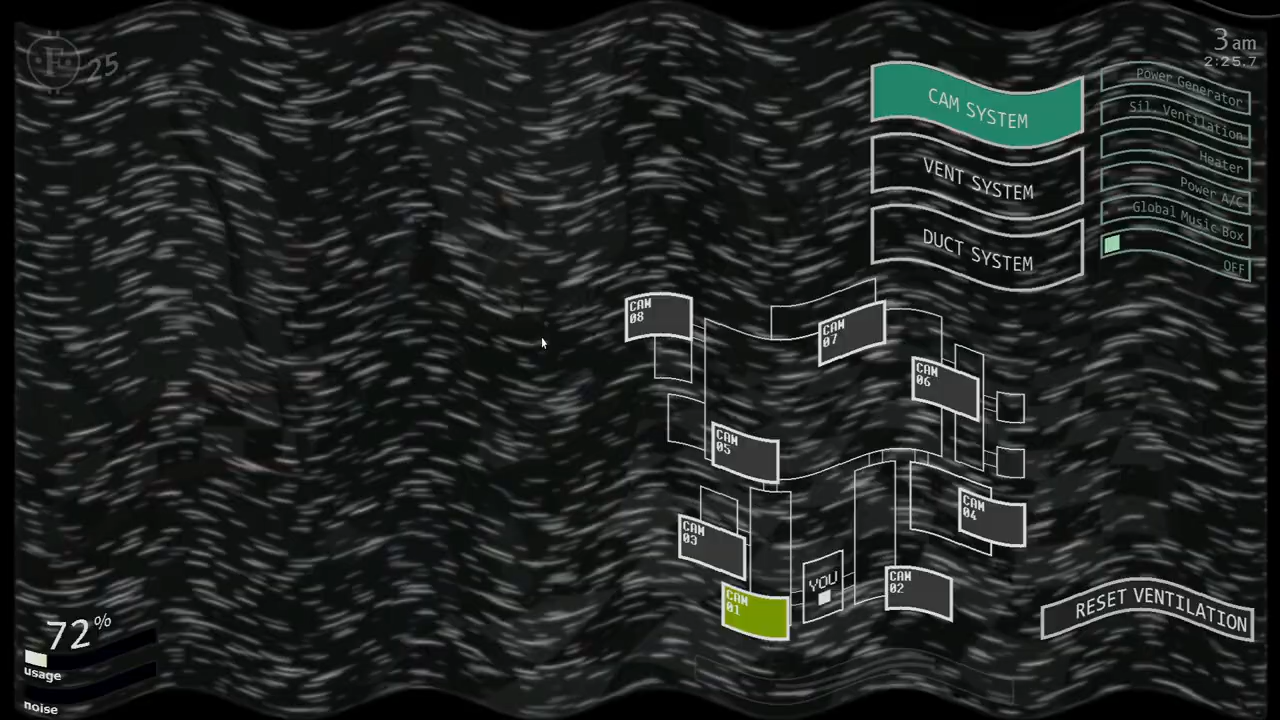 F 25
3 am
2:25.7
CAM SYSTEM
VENT SYSTEM
DUCT SYSTEM
Power Generator
Sil. Ventilation
Heater
Power A/C
Global Music Box
OFF
CAM 08
CAM 07
CAM 06
CAM 05
CAM 04
CAM 03
YOU
CAM 02
CAM 01
RESET VENTILATION
72%
usage
noise